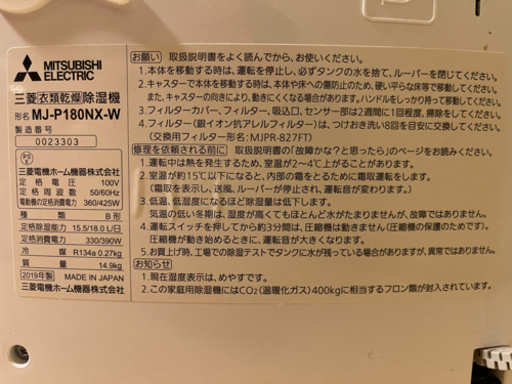 MITSUBISHI
ELECTRIC
三菱衣類乾燥除湿機
形名 MJ-P180NX-W
製造番号
0023303
三菱電機ホーム機器株式会社
定格電圧 100V
定格周波数 50/60Hz
電動機の定格消費電力 360/425W
種類 B形
定格除湿能力 15.5/18.0 L/日
定格消費電力 330/390W
冷媒 R134a 0.27kg
質量 14.9kg
2019年製 MADE IN JAPAN
三菱電機ホーム機器株式会社
お願い 取扱説明書をよく読んでから、お使いください。
1.本体を移動する時は、運転を停止し、必ずタンクの水を捨て、ルーバーを閉じてください。
2.キャスターで本体を移動する時は、本体や床への傷防止のため、硬い平らな床等で移動してください。
またキャスターの向きにより、動きにくくなる場合がありますので、ハンドルをしっかり持って移動してください。
3.フィルターカバー、フィルター、吸込口、センサー部は2週間に1回程度、掃除してください。
4.フィルター(銀イオン抗アレルフィルター)は、つけおき洗い8回を目安に交換してください。
(交換用フィルター形名:MJPR-827FT)
修理を依頼される前に 取扱説明書の「故障かな?と思ったら」のページをお読みください。
1.運転中は熱を発するため、室温が2~4℃上がることがあります。
2.室温が約15℃以下になると、内部の霜をとるために霜取り運転をします。
(霜取を表示し、送風、ルーバーが停止され、運転音が変わります。)
3.低温、低湿度になるほど除湿量は低下します。
気温の低い冬期は、湿度が高くてもほとんど水がたまりませんが、故障ではありません。
4.運転スイッチを押してから約3分間は、圧縮機は動きません(圧縮機の保護のためです)。
圧縮機が動き始めるときに、運転音が大きくなります。
5.お買上げ時、工場での除湿テストでタンクに水が残っている場合がありますが、異常ではありません。
お知らせ
1.現在湿度表示は、めやすです。
2.この家庭用除湿機にはCO₂(温暖化ガス)400kgに相当するフロン類が封入されています。